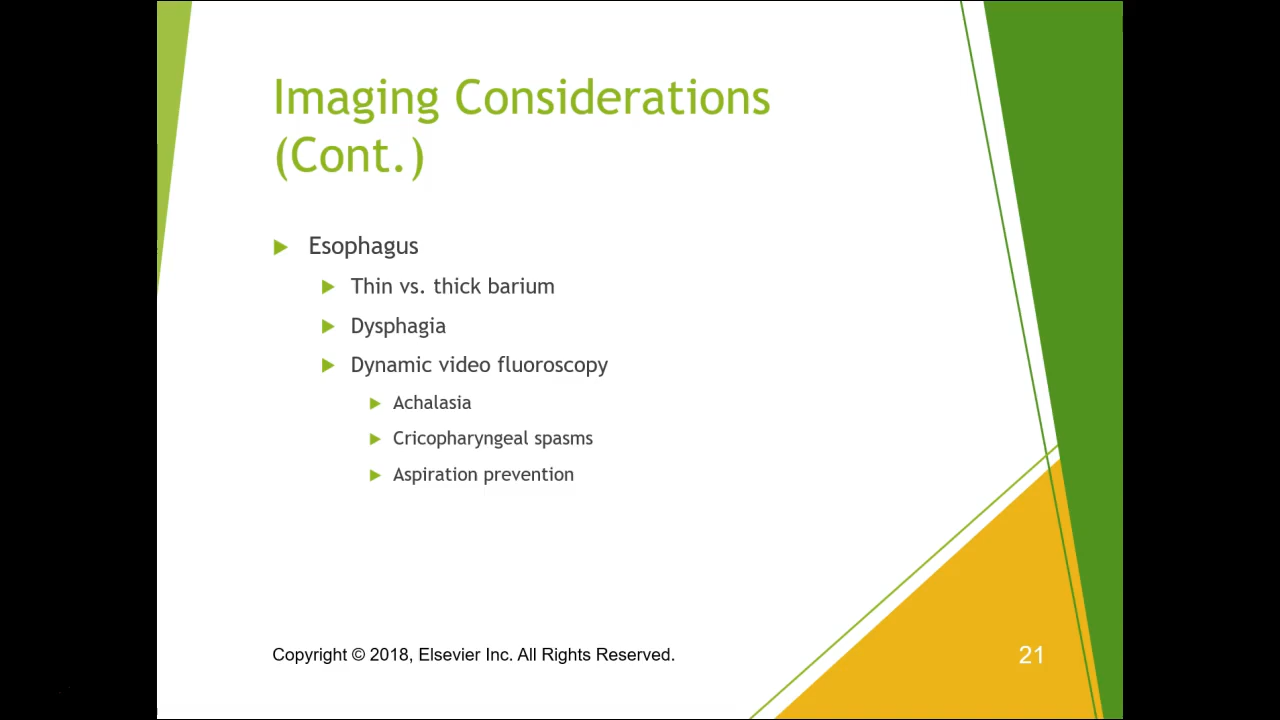 Imaging Considerations
(Cont.)
Esophagus
Thin vs. thick barium
Dysphagia
Dynamic video fluoroscopy
Achalasia
Cricopharyngeal spasms
Aspiration prevention
Copyright © 2018, Elsevier Inc. All Rights Reserved.
21